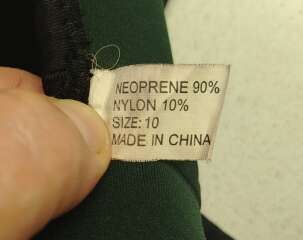 NEOPRENE 90%
NYLON 10%
SIZE: 10
MADE IN CHINA